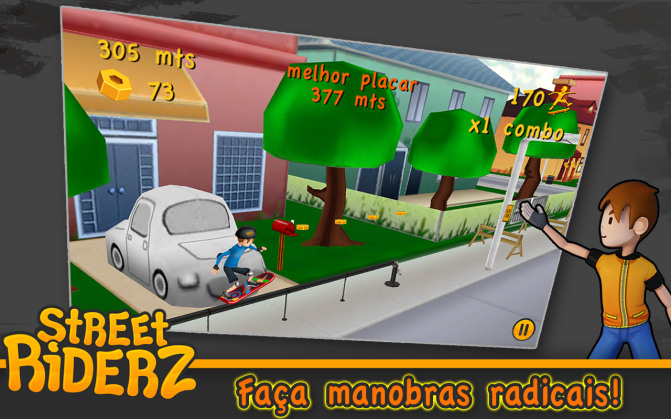 305 mts
73
melhor placar
377 mts
170
x1 combo
STREET
RIDERZ
Faça manobras radicais!